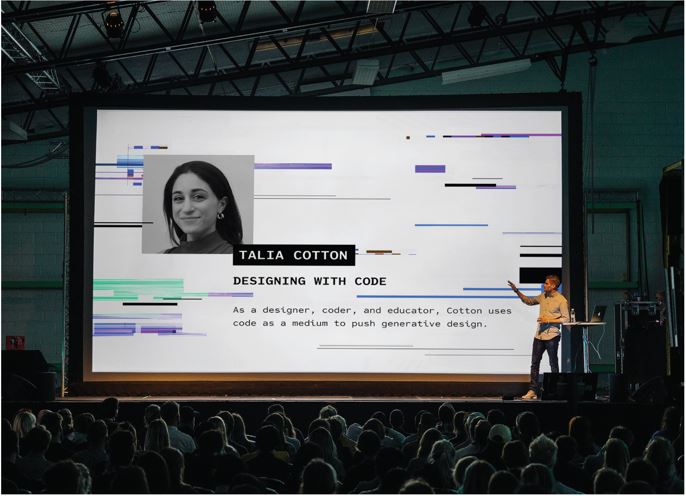 TALIA COTTON
DESIGNING WITH CODE
As a designer, coder, and educator, Cotton uses
code as a medium to push generative design.